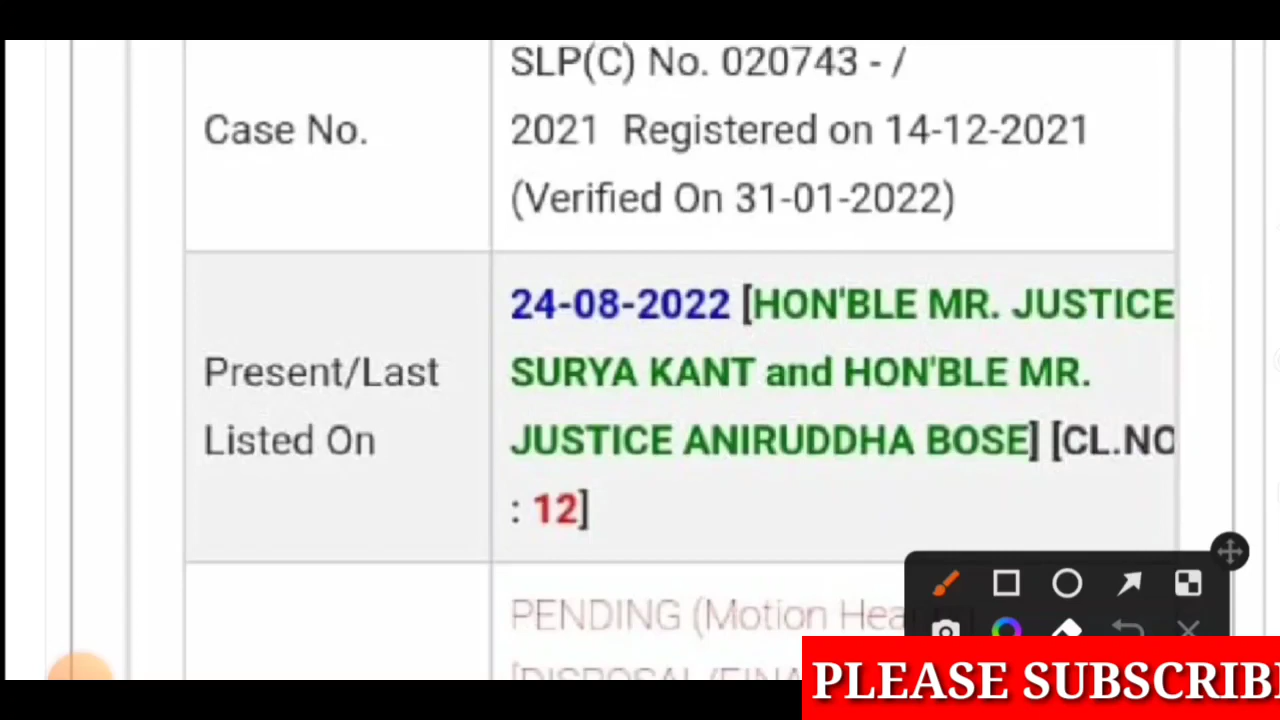 SLP(C) No. 020743 - /
Case No.
2021 Registered on 14-12-2021
(Verified On 31-01-2022)
Present/Last
Listed On
24-08-2022 [HON'BLE MR. JUSTICE
SURYA KANT and HON'BLE MR.
JUSTICE ANIRUDDHA BOSE] [CL.NO
: 12]
PENDING (Motion Hea
PLEASE SUBSCRIB